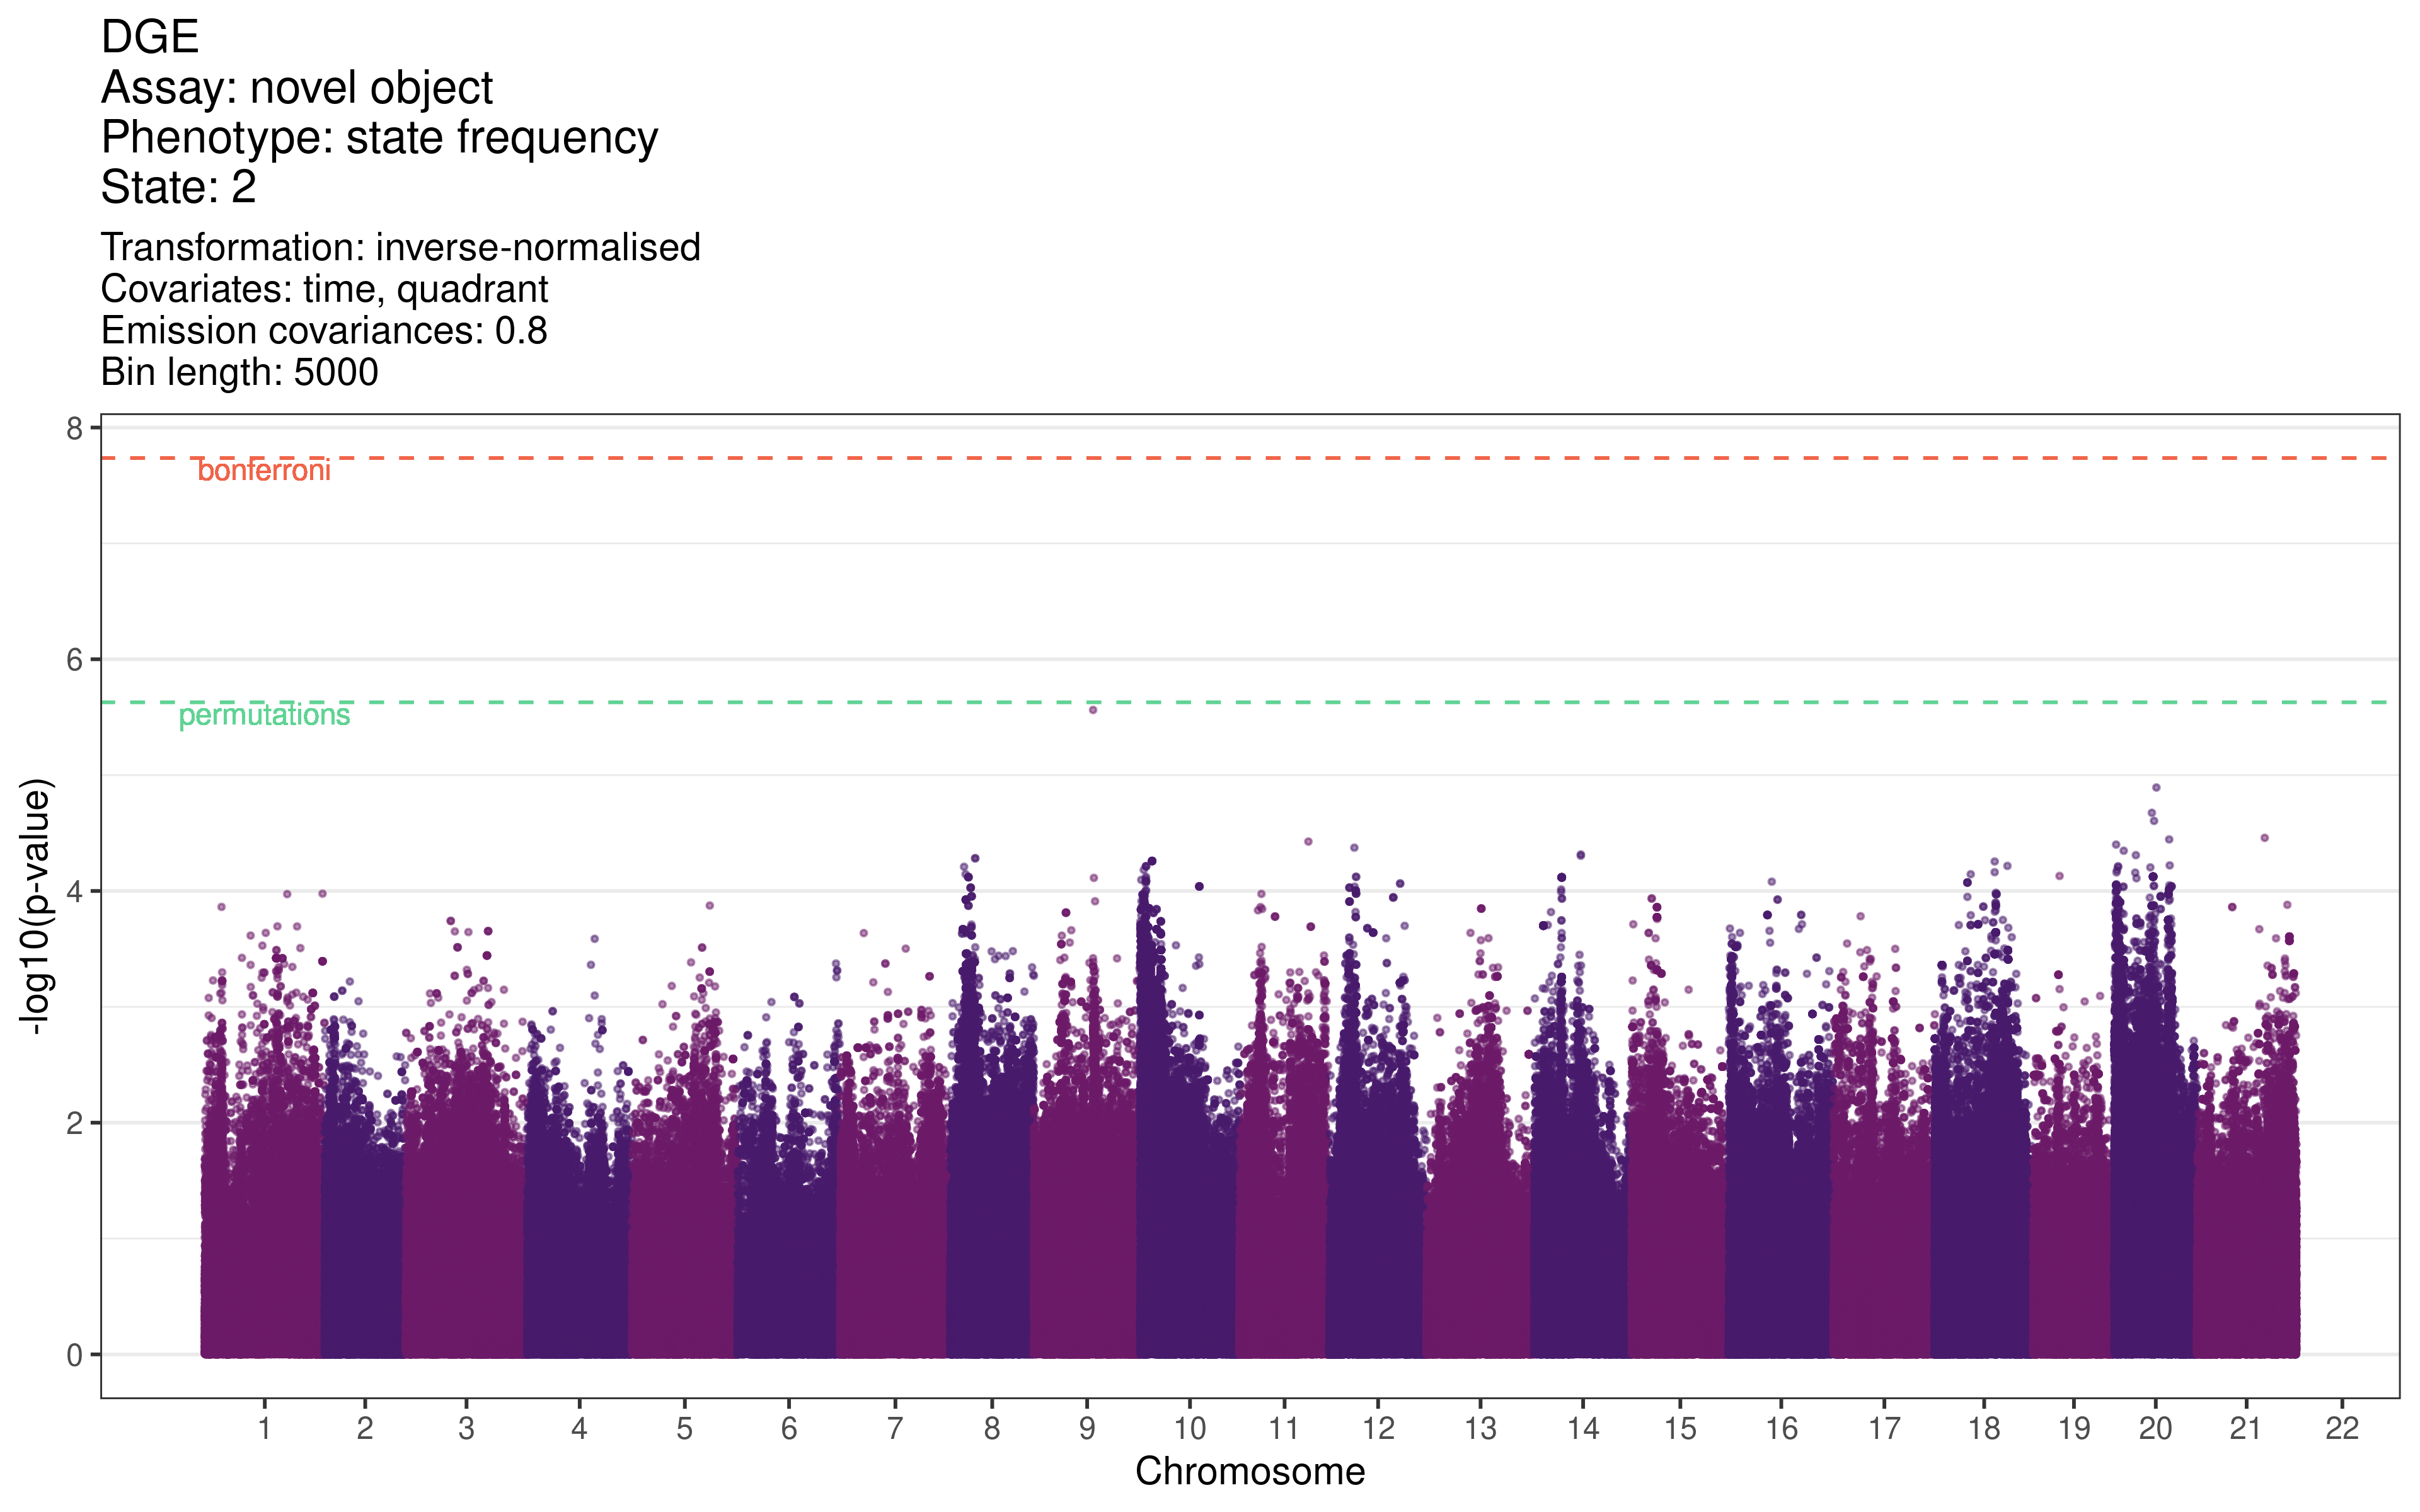 DGE
Assay: novel object
Phenotype: state frequency
State: 2
Transformation: inverse-normalised
Covariates: time, quadrant
Emission covariances: 0.8
Bin length: 5000
8
bonferroni
6
permutations
4
2
0
-log10(p-value)
1 2 3 4 5 6 7 8 9 10 11 12 13 14 15 16 17 18 19 20 21 22
Chromosome